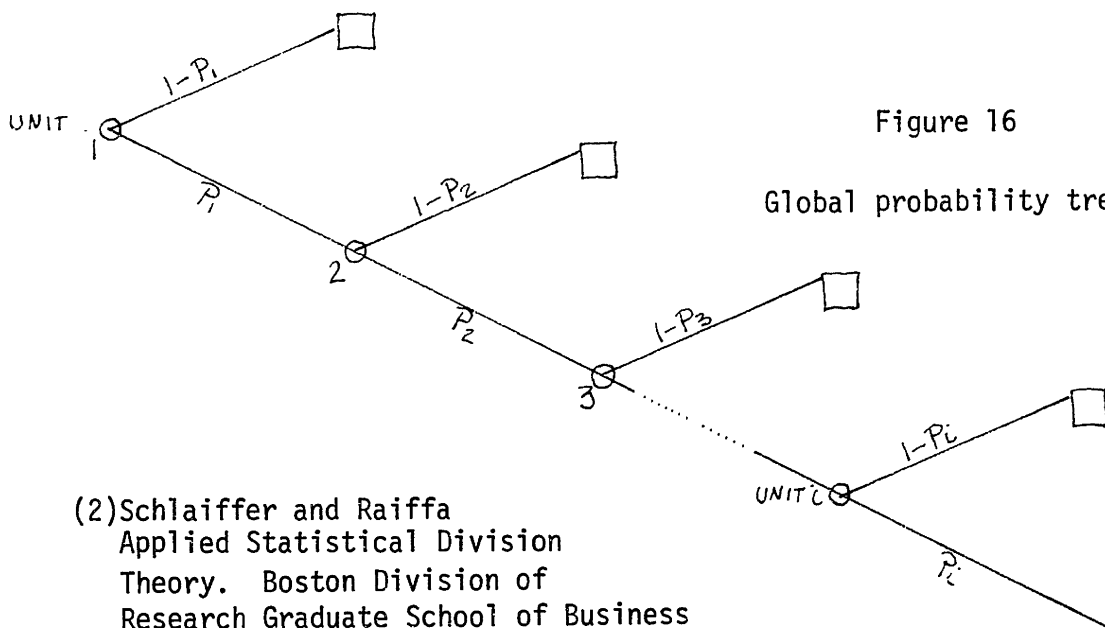 1-P₁
UNIT 1
P₁
Figure 16
Global probability tre
1-P₂
2
P₂
1-P₃
3
1-Pᵢ
UNIT i
Pᵢ
(2)Schlaiffer and Raiffa
Applied Statistical Division
Theory. Boston Division of
Research Graduate School of Business